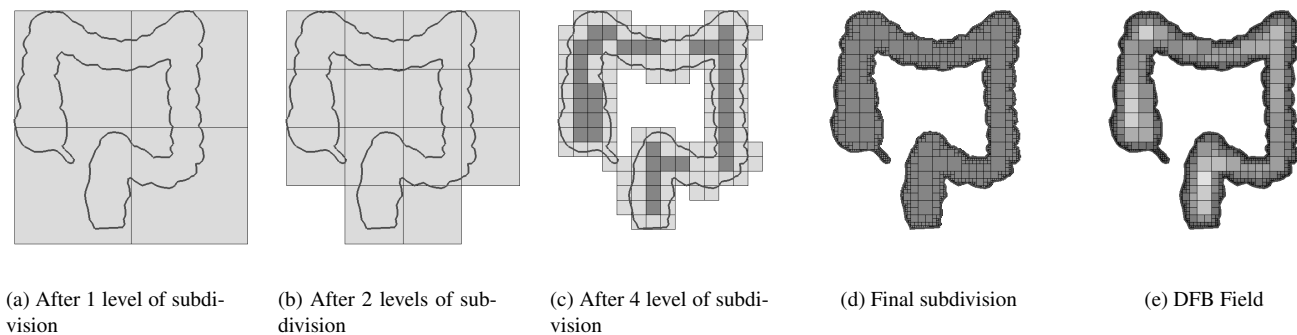 (a) After 1 level of subdi-
vision
(b) After 2 levels of sub-
division
(c) After 4 level of subdi-
vision
(d) Final subdivision
(e) DFB Field